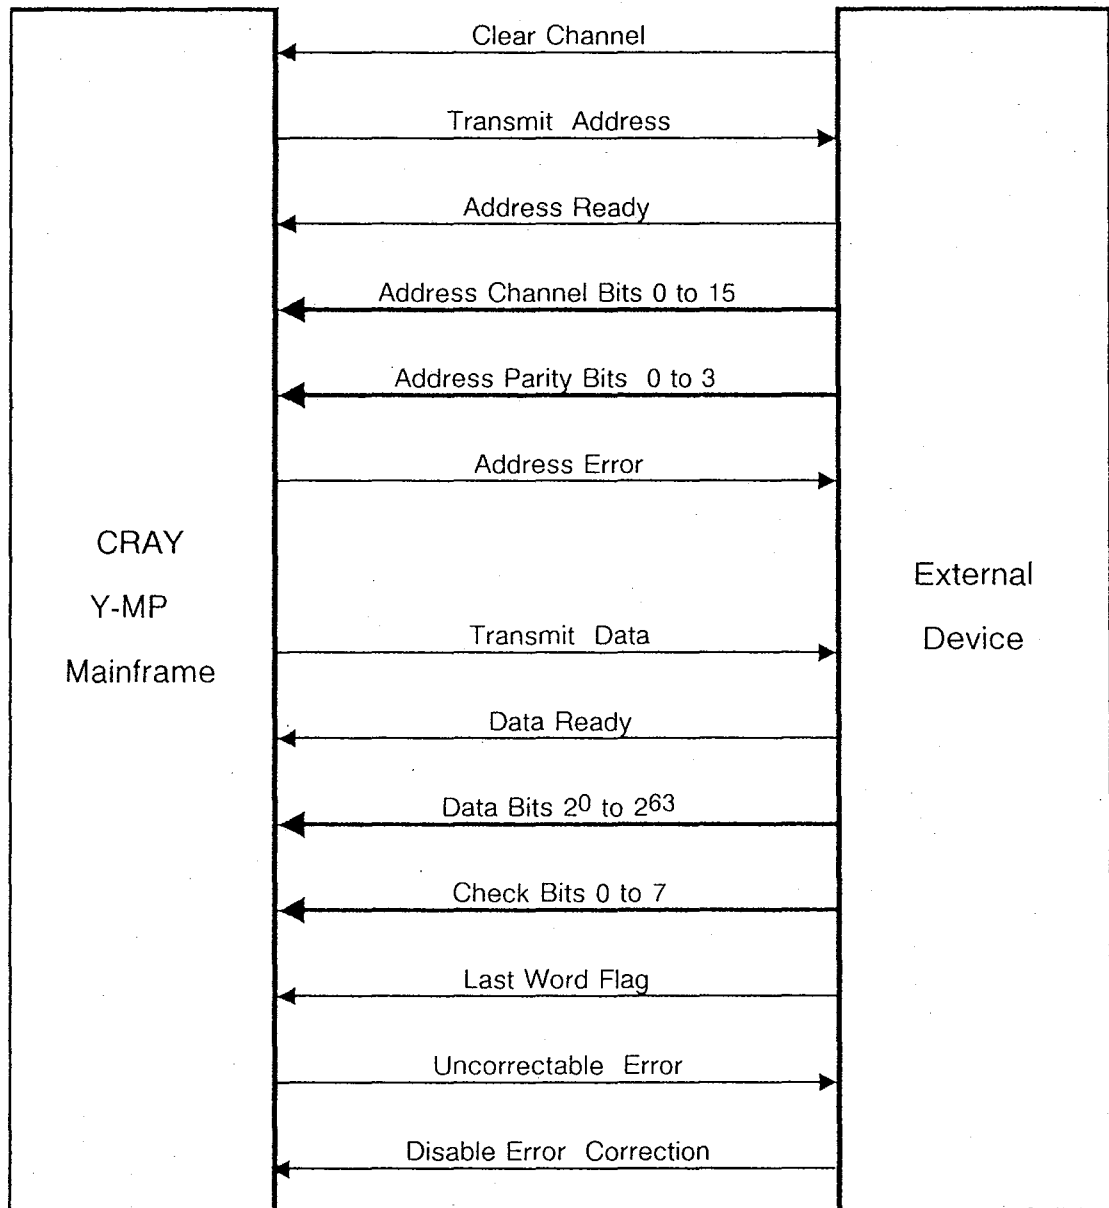 Clear Channel
Transmit Address
Address Ready
Address Channel Bits 0 to 15
Address Parity Bits 0 to 3
Address Error
CRAY
Y-MP
Mainframe
External
Device
Transmit Data
Data Ready
Data Bits 2⁰ to 2⁶³
Check Bits 0 to 7
Last Word Flag
Uncorrectable Error
Disable Error Correction